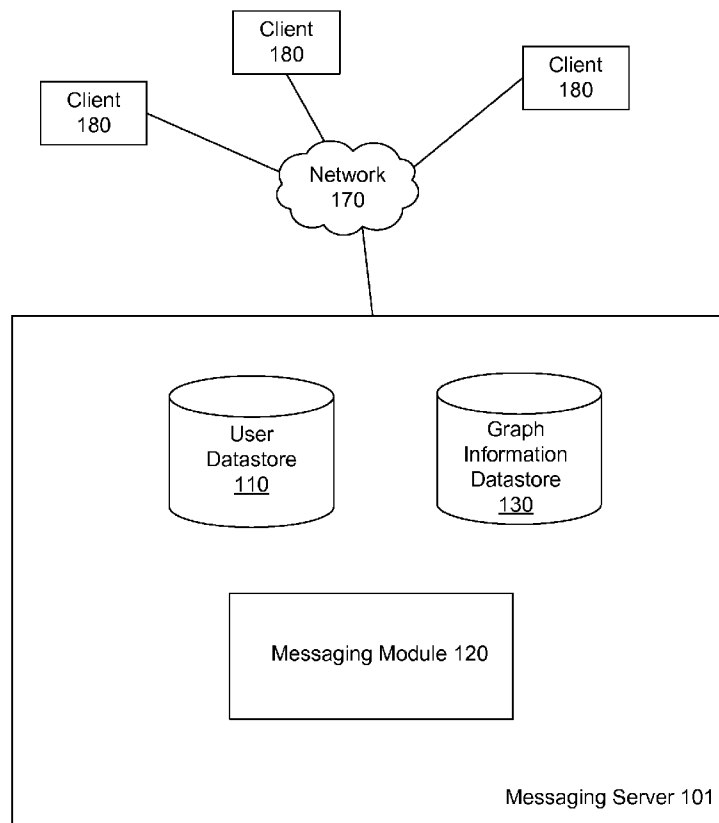 Client
180
Client
180
Client
180
Network
170
User
Datastore
110
Graph
Information
Datastore
130
Messaging Module 120
Messaging Server 101